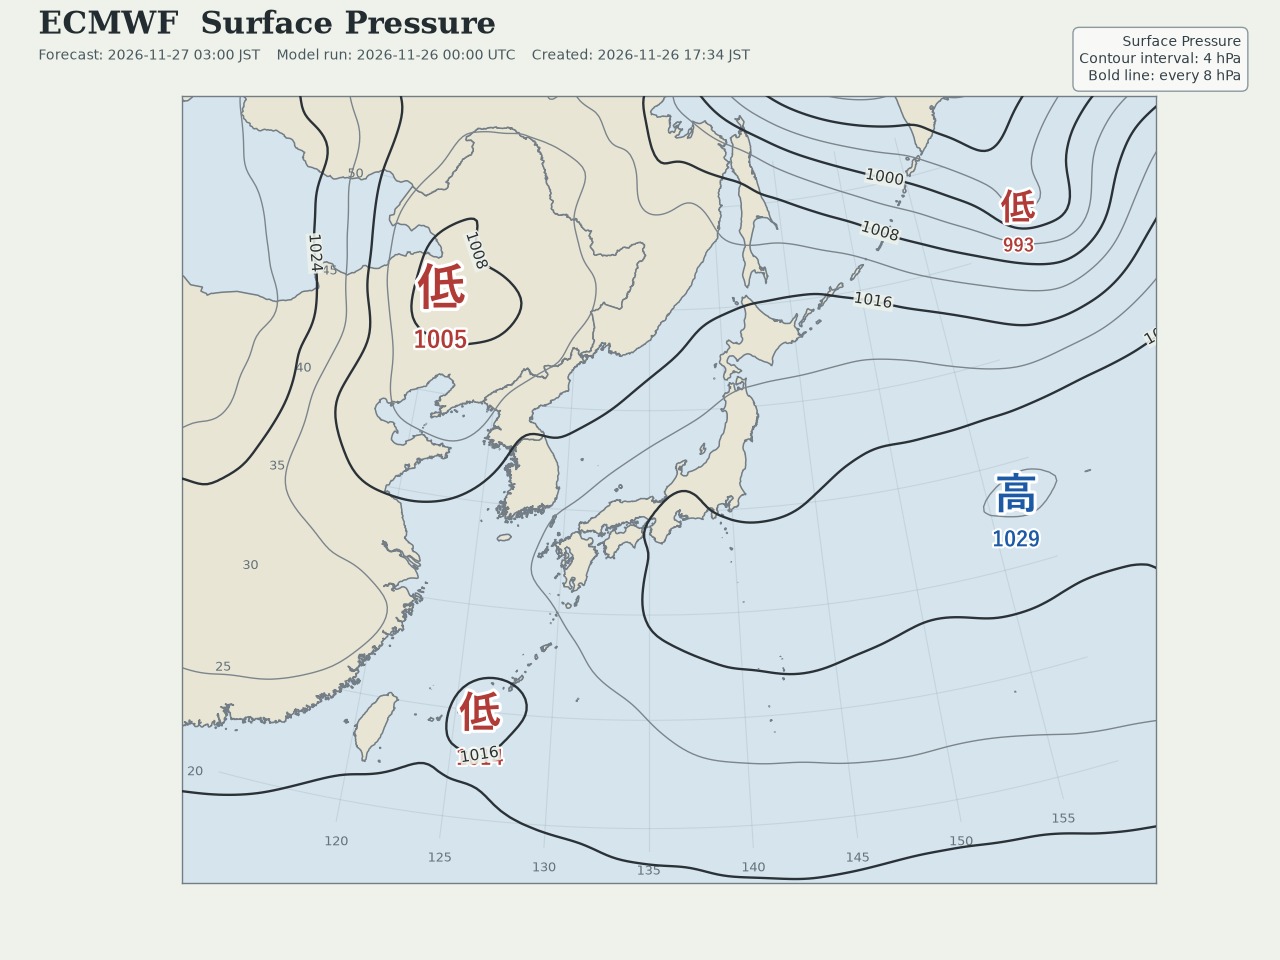 ECMWF  Surface Pressure
Forecast: 2026-11-27 03:00 JST    Model run: 2026-11-26 00:00 UTC    Created: 2026-11-26 17:34 JST
Surface Pressure
Contour interval: 4 hPa
Bold line: every 8 hPa
50
1000
低
993
1008
1024
1008
45
低
1005
1016
40
35
高
1029
30
25
低
1016
20
120
125
130
135
140
145
150
155